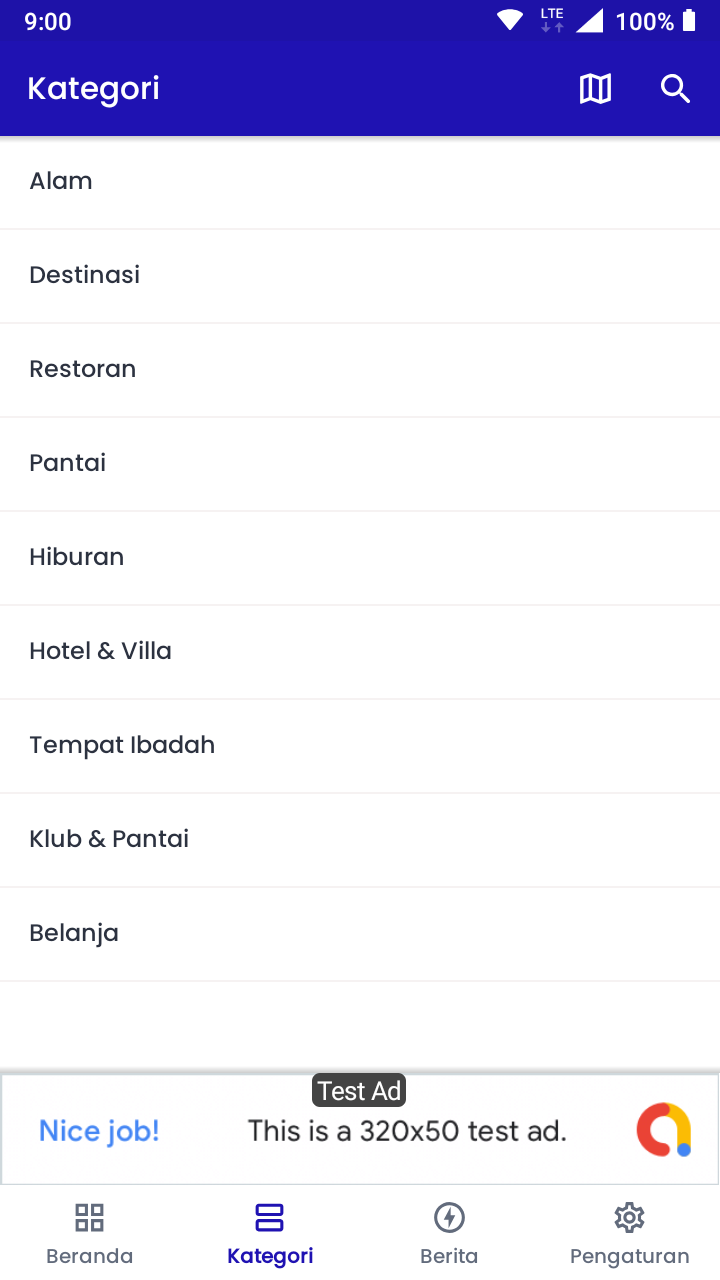 9:00
LTE
100%
Kategori
Alam
Destinasi
Restoran
Pantai
Hiburan
Hotel & Villa
Tempat Ibadah
Klub & Pantai
Belanja
Test Ad
Nice job!
This is a 320x50 test ad.
Beranda
Kategori
Berita
Pengaturan